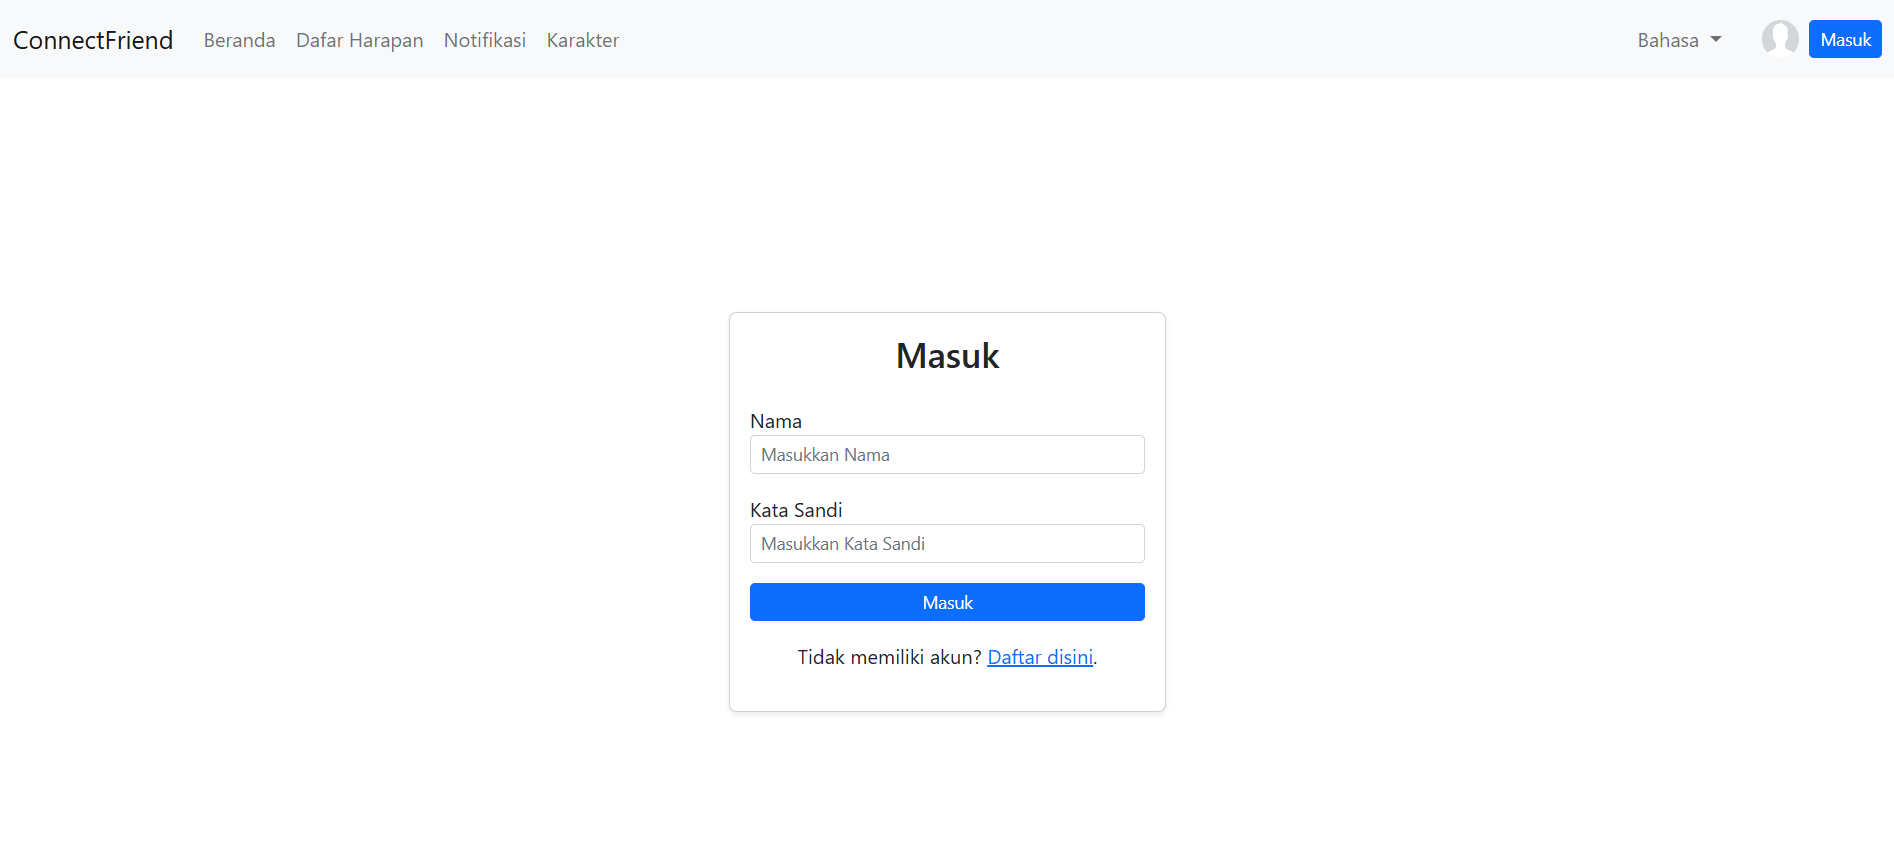 ConnectFriend Beranda Dafar Harapan Notifikasi Karakter Bahasa Masuk
Masuk
Nama
Masukkan Nama
Kata Sandi
Masukkan Kata Sandi
Masuk
Tidak memiliki akun? Daftar disini.